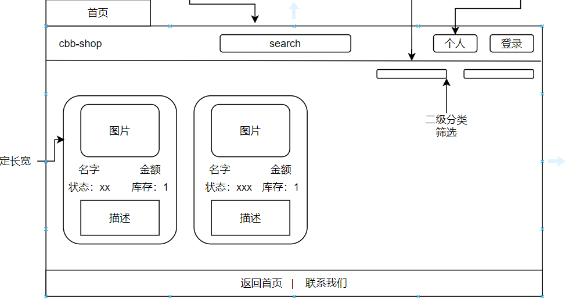 首页
cbb-shop
search
个人
登录
二级分类
筛选
定长宽
图片
图片
名字 金额
名字 金额
状态：xx 库存：1
状态：xxx 库存：1
描述
描述
返回首页 | 联系我们